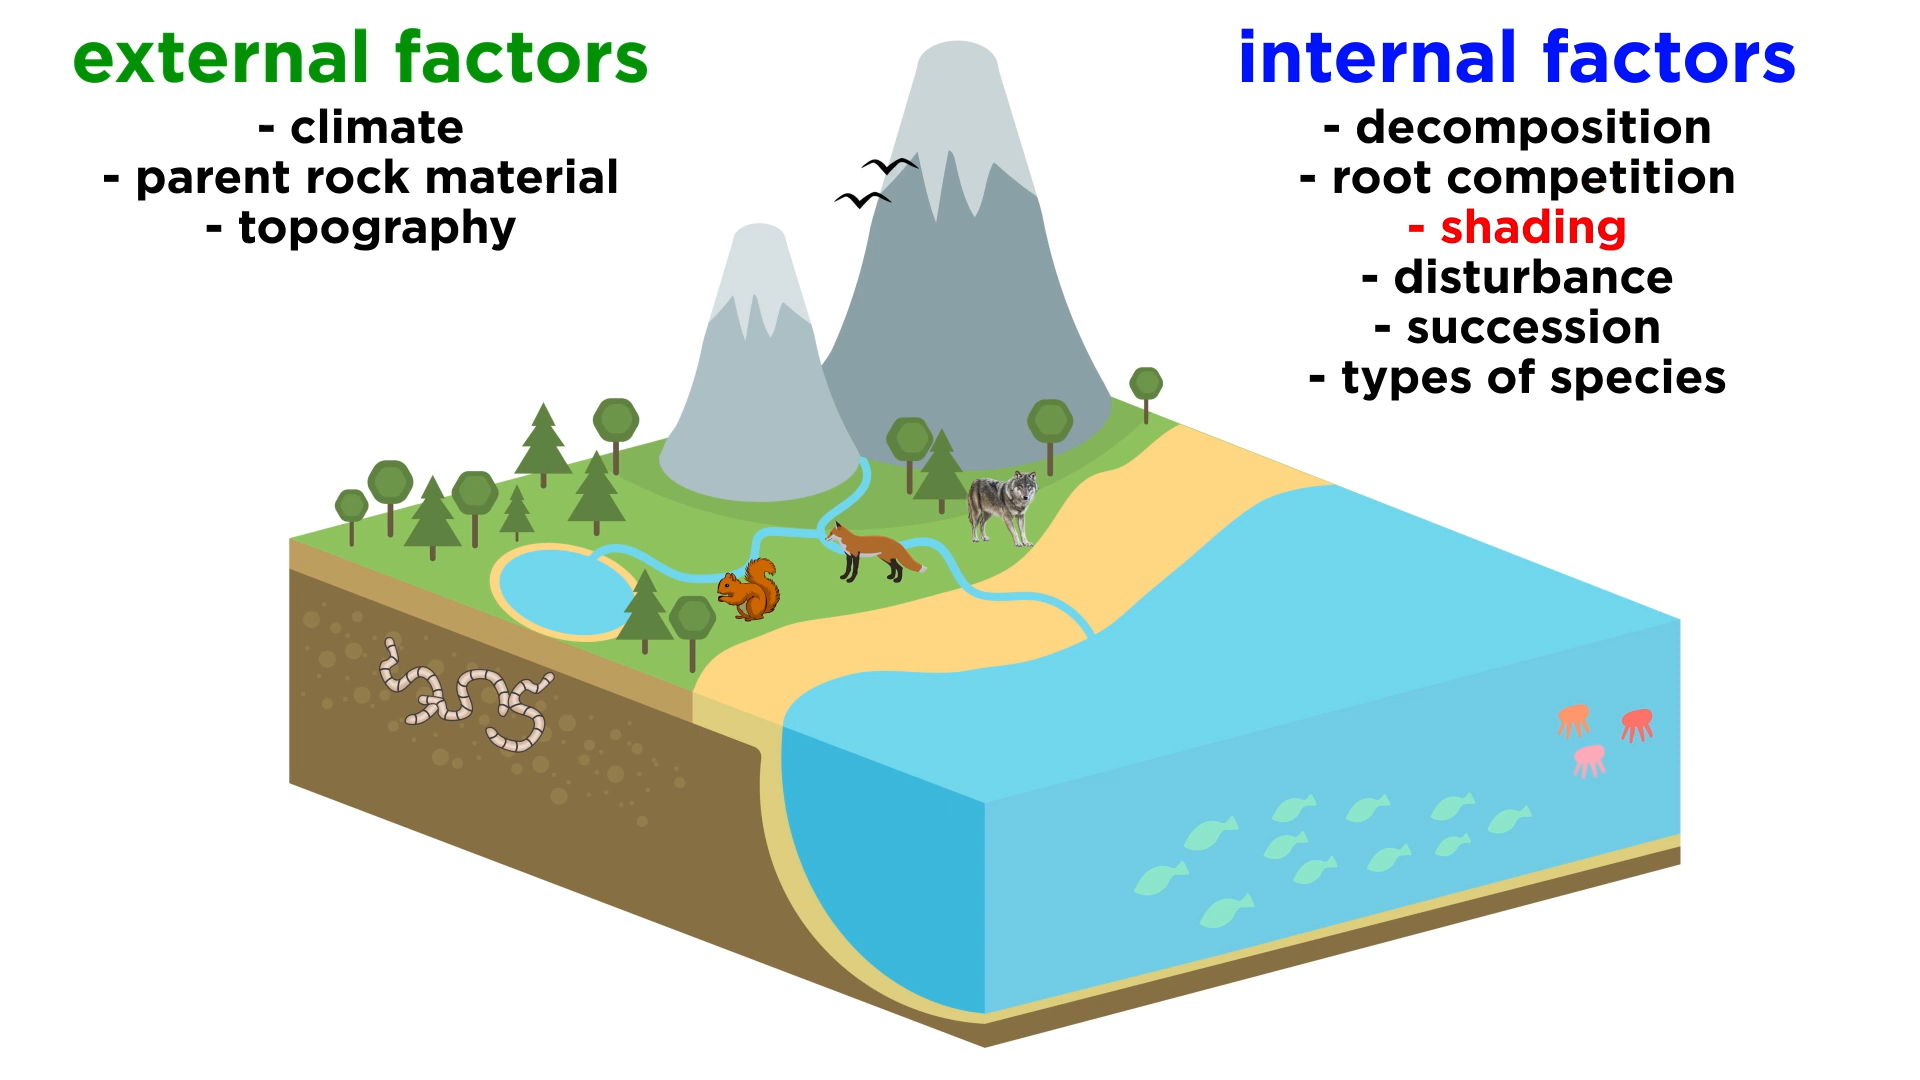 external factors
- climate
- parent rock material
- topography
internal factors
- decomposition
- root competition
- shading
- disturbance
- succession
- types of species